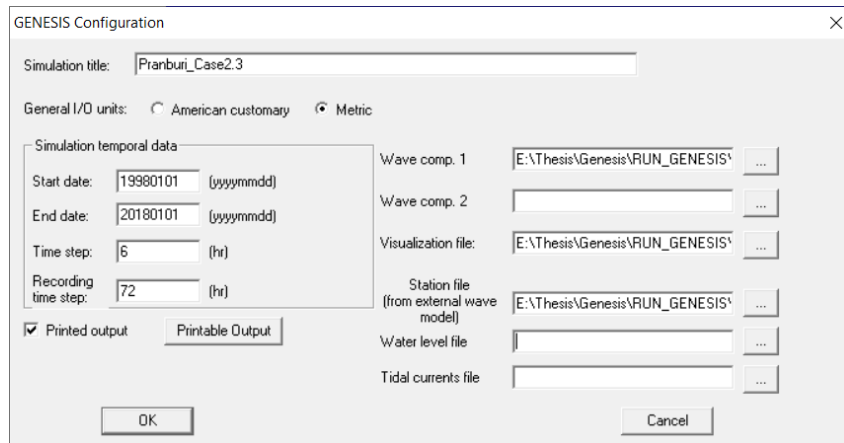 GENESIS Configuration
Simulation title: Pranburi_Case2.3
General I/O units: American customary Metric
Simulation temporal data
Start date: 19980101 (yyyymmdd)
End date: 20180101 (yyyymmdd)
Time step: 6 (hr)
Recording
time step: 72 (hr)
Printed output Printable Output
Wave comp. 1 E:\Thesis\Genesis\RUN_GENESIS\ ...
Wave comp. 2 ...
Visualization file: E:\Thesis\Genesis\RUN_GENESIS\ ...
Station file
(from external wave E:\Thesis\Genesis\RUN_GENESIS\ ...
model)
Water level file ...
Tidal currents file ...
OK Cancel